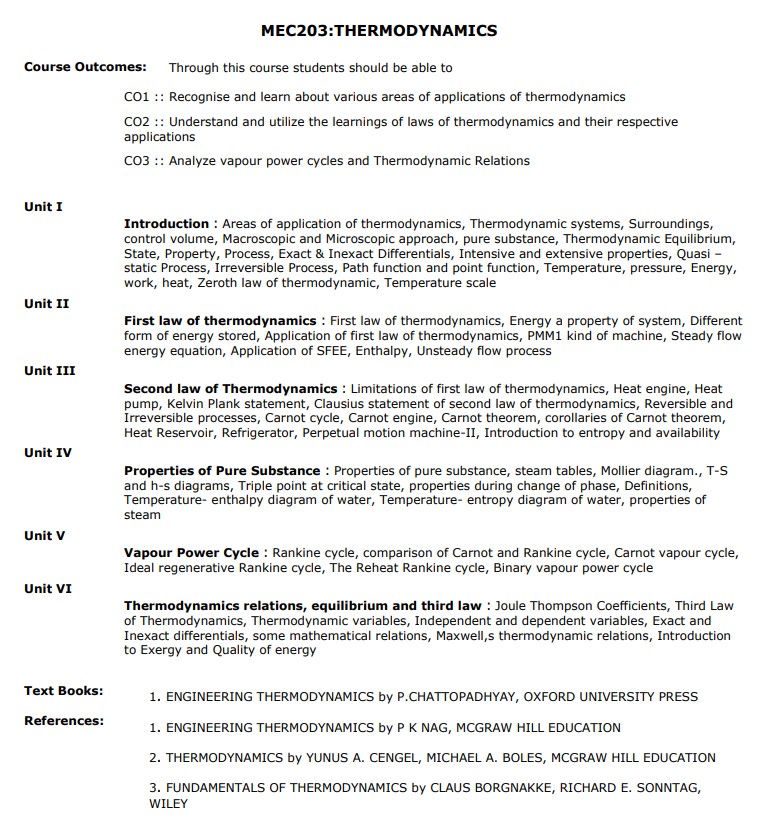 MEC203:THERMODYNAMICS
Course Outcomes: Through this course students should be able to
CO1 :: Recognise and learn about various areas of applications of thermodynamics
CO2 :: Understand and utilize the learnings of laws of thermodynamics and their respective
applications
CO3 :: Analyze vapour power cycles and Thermodynamic Relations
Unit I
Introduction : Areas of application of thermodynamics, Thermodynamic systems, Surroundings,
control volume, Macroscopic and Microscopic approach, pure substance, Thermodynamic Equilibrium,
State, Property, Process, Exact & Inexact Differentials, Intensive and extensive properties, Quasi –
static Process, Irreversible Process, Path function and point function, Temperature, pressure, Energy,
work, heat, Zeroth law of thermodynamic, Temperature scale
Unit II
First law of thermodynamics : First law of thermodynamics, Energy a property of system, Different
form of energy stored, Application of first law of thermodynamics, PMM1 kind of machine, Steady flow
energy equation, Application of SFEE, Enthalpy, Unsteady flow process
Unit III
Second law of Thermodynamics : Limitations of first law of thermodynamics, Heat engine, Heat
pump, Kelvin Plank statement, Clausius statement of second law of thermodynamics, Reversible and
Irreversible processes, Carnot cycle, Carnot engine, Carnot theorem, corollaries of Carnot theorem,
Heat Reservoir, Refrigerator, Perpetual motion machine-II, Introduction to entropy and availability
Unit IV
Properties of Pure Substance : Properties of pure substance, steam tables, Mollier diagram., T-S
and h-s diagrams, Triple point at critical state, properties during change of phase, Definitions,
Temperature- enthalpy diagram of water, Temperature- entropy diagram of water, properties of
steam
Unit V
Vapour Power Cycle : Rankine cycle, comparison of Carnot and Rankine cycle, Carnot vapour cycle,
Ideal regenerative Rankine cycle, The Reheat Rankine cycle, Binary vapour power cycle
Unit VI
Thermodynamics relations, equilibrium and third law : Joule Thompson Coefficients, Third Law
of Thermodynamics, Thermodynamic variables, Independent and dependent variables, Exact and
Inexact differentials, some mathematical relations, Maxwell,s thermodynamic relations, Introduction
to Exergy and Quality of energy
Text Books: 1. ENGINEERING THERMODYNAMICS by P.CHATTOPADHYAY, OXFORD UNIVERSITY PRESS
References: 1. ENGINEERING THERMODYNAMICS by P K NAG, MCGRAW HILL EDUCATION
2. THERMODYNAMICS by YUNUS A. CENGEL, MICHAEL A. BOLES, MCGRAW HILL EDUCATION
3. FUNDAMENTALS OF THERMODYNAMICS by CLAUS BORGNAKKE, RICHARD E. SONNTAG,
WILEY